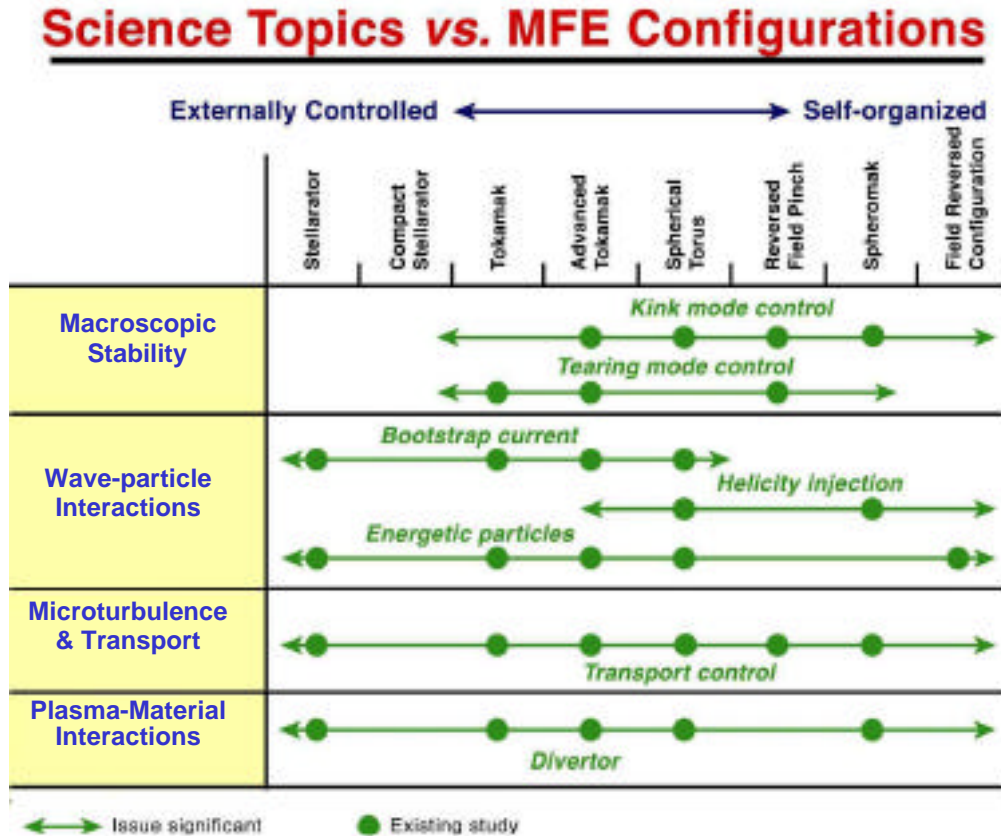 Science Topics vs. MFE Configurations
Externally Controlled
Self-organized
Stellarator
Compact
Stellarator
Tokamak
Advanced
Tokamak
Spherical
Torus
Reversed
Field Pinch
Spheromak
Field Reversed
Configuration
Macroscopic
Stability
Kink mode control
Tearing mode control
Wave-particle
Interactions
Bootstrap current
Helicity injection
Energetic particles
Microturbulence
& Transport
Transport control
Plasma-Material
Interactions
Divertor
Issue significant
Existing study